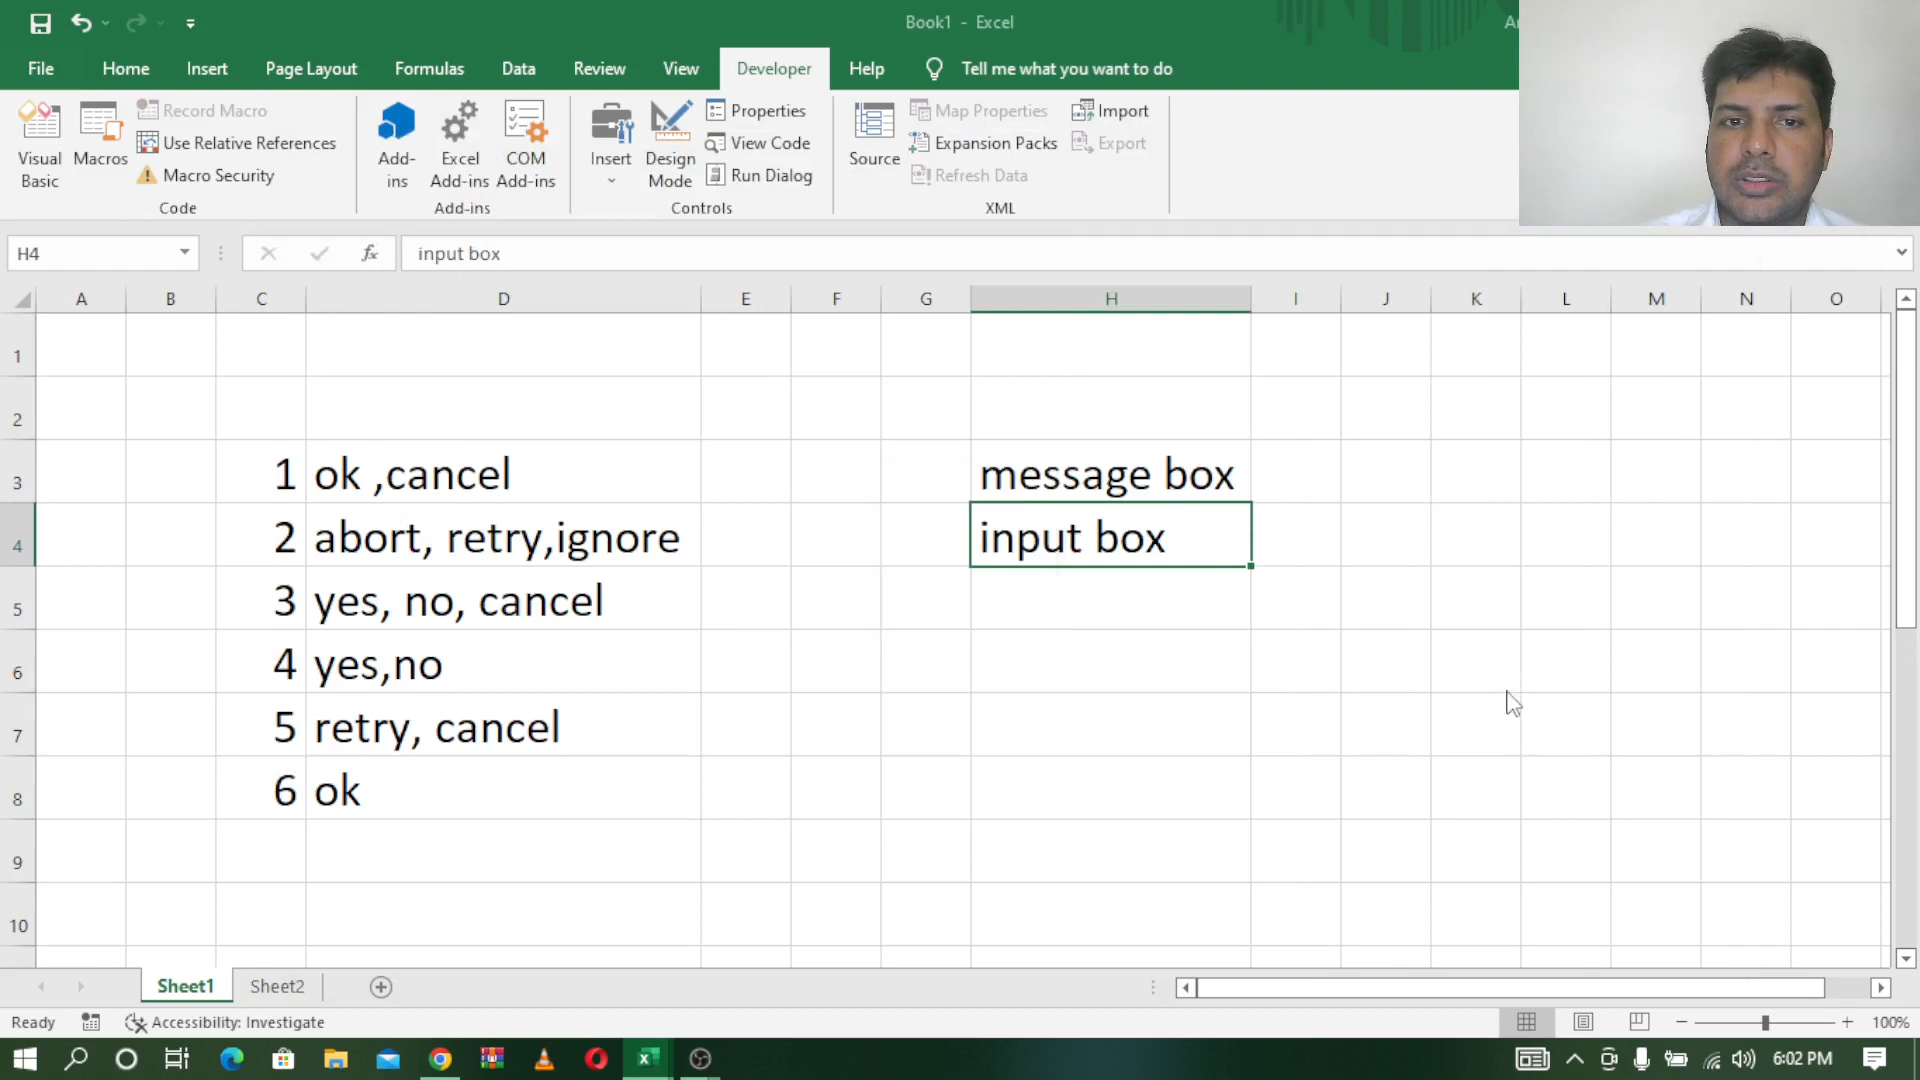 Book1 - Excel
File Home Insert Page Layout Formulas Data Review View Developer Help Tell me what you want to do
Visual Basic
Macros
Record Macro
Use Relative References
Macro Security
Code
Add-ins
Excel Add-ins
COM Add-ins
Add-ins
Insert
Design Mode
Properties
View Code
Run Dialog
Controls
Source
Map Properties
Expansion Packs
Refresh Data
Import
Export
XML
H4
fx
input box
A B C D E F G H I J K L M N O
1
2
3 1 ok ,cancel message box
4 2 abort, retry,ignore input box
5 3 yes, no, cancel
6 4 yes,no
7 5 retry, cancel
8 6 ok
9
10
Sheet1 Sheet2
Ready Accessibility: Investigate 100%
6:02 PM